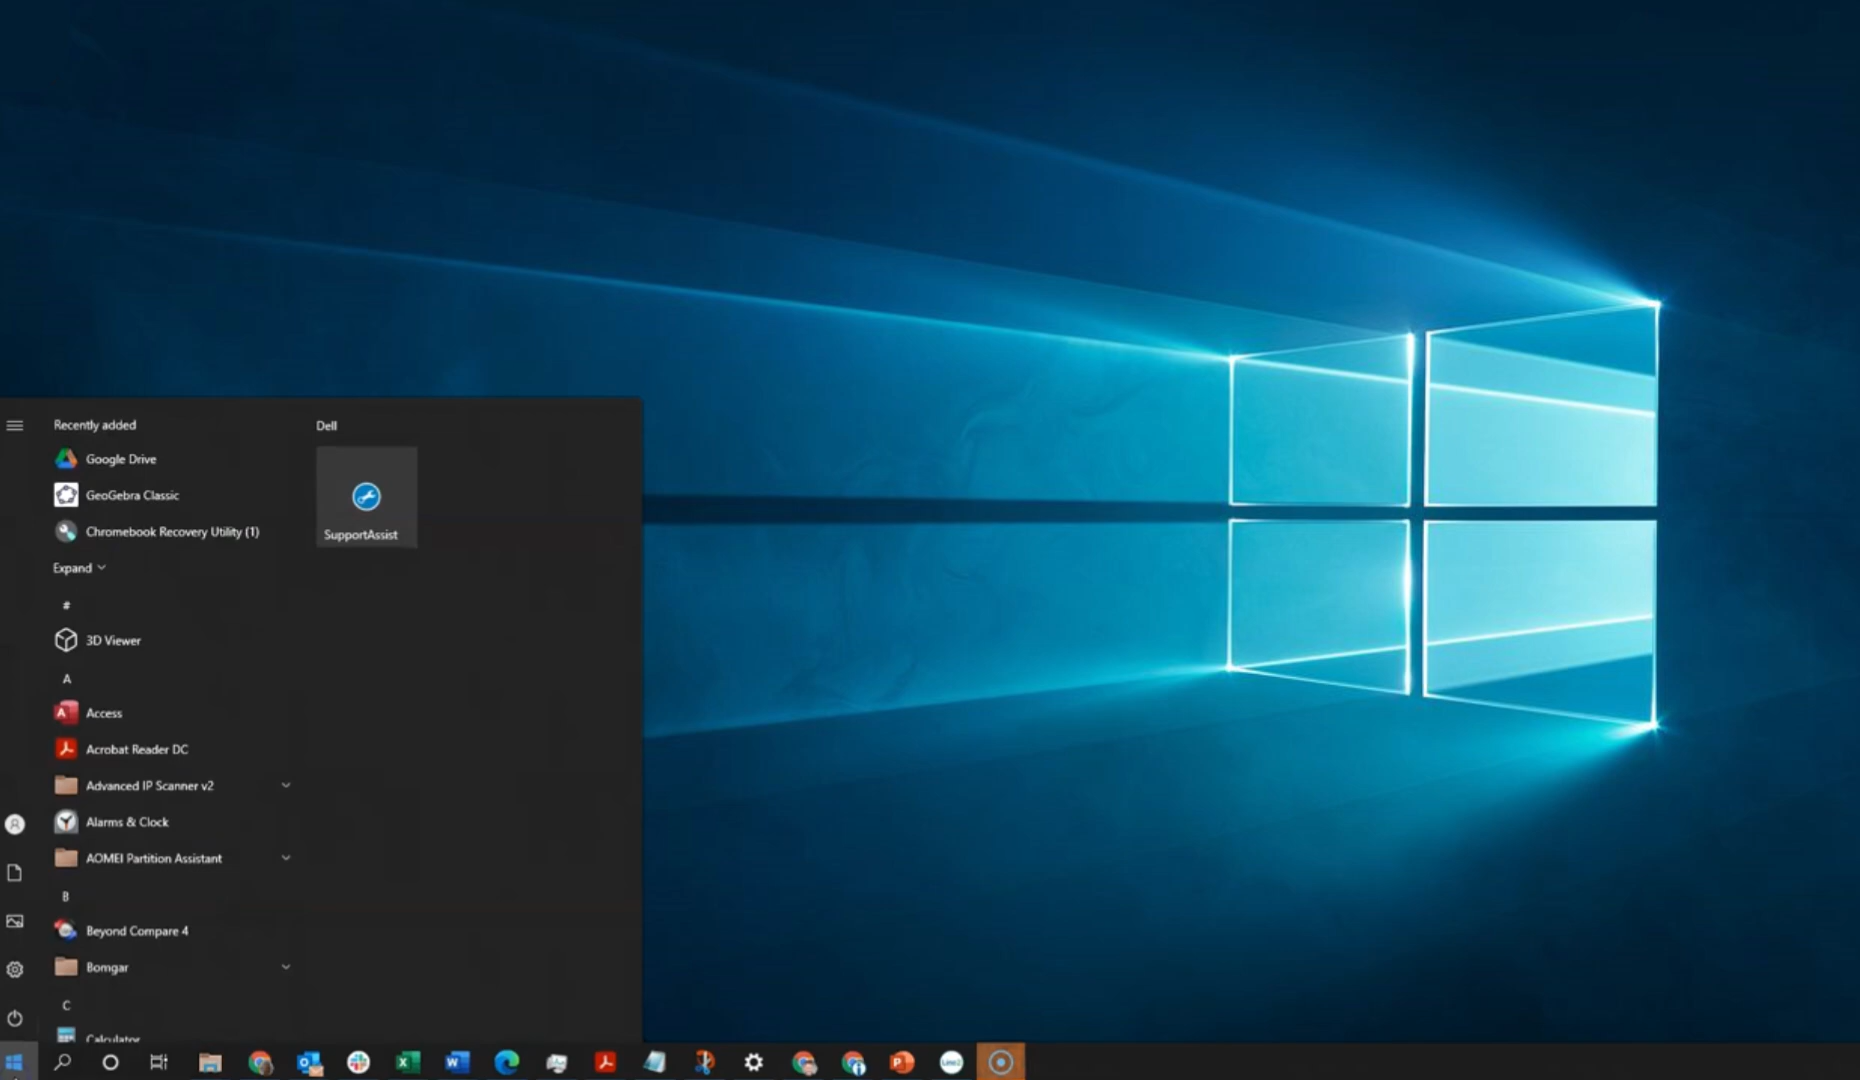 Recently added
Google Drive
GeoGebra Classic
Chromebook Recovery Utility (1)
Expand
#
3D Viewer
A
Access
Acrobat Reader DC
Advanced IP Scanner v2
Alarms & Clock
AOMEI Partition Assistant
B
Beyond Compare 4
Bomgar
C
Calculator
Dell
SupportAssist